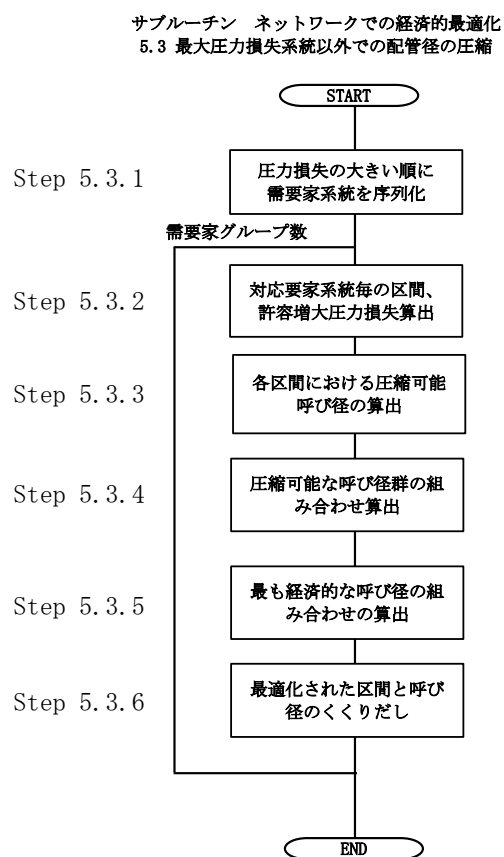 サブルーチン　ネットワークでの経済的最適化
5.3 最大圧力損失系統以外での配管径の圧縮
START
Step 5.3.1
圧力損失の大きい順に
需要家系統を序列化
需要家グループ数
Step 5.3.2
対応要家系統毎の区間、
許容増大圧力損失算出
Step 5.3.3
各区間における圧縮可能
呼び径の算出
Step 5.3.4
圧縮可能な呼び径群の組
み合わせ算出
Step 5.3.5
最も経済的な呼び径の組
み合わせの算出
Step 5.3.6
最適化された区間と呼び
径のくくりだし
END